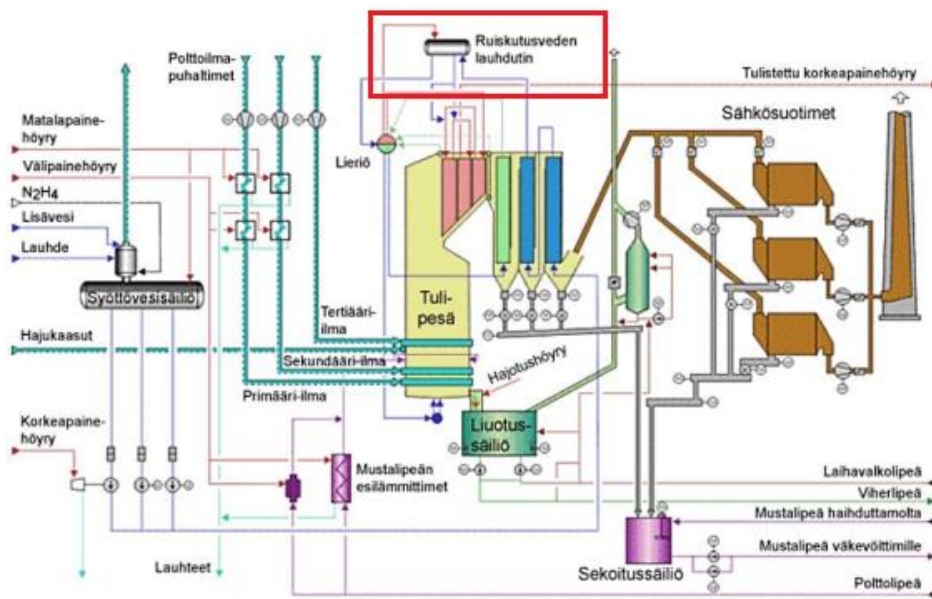 Ruiskutusveden
lauhdutin
Polttoilma-
puhaltimet
Tulistettu korkeapainehöyry
Sähkösuotimet
Matalapaine-
höyry
Välipainehöyry
Lieriö
N2H4
Lisävesi
Lauhde
Syöttövesisäiliö
Tuli-
pesä
Tertiääri-
ilma
Hajukaasut
Sekundääri-ilma
Hajotushöyry
Primääri-ilma
Korkeapaine-
höyry
Liuotus-
säiliö
Mustalipeän
esilämmittimet
Laihavalkolipeä
Viherlipeä
Mustalipeä haihduttamolta
Mustalipeä väkevöittimille
Sekoitussäiliö
Lauhteet
Polttolipeä